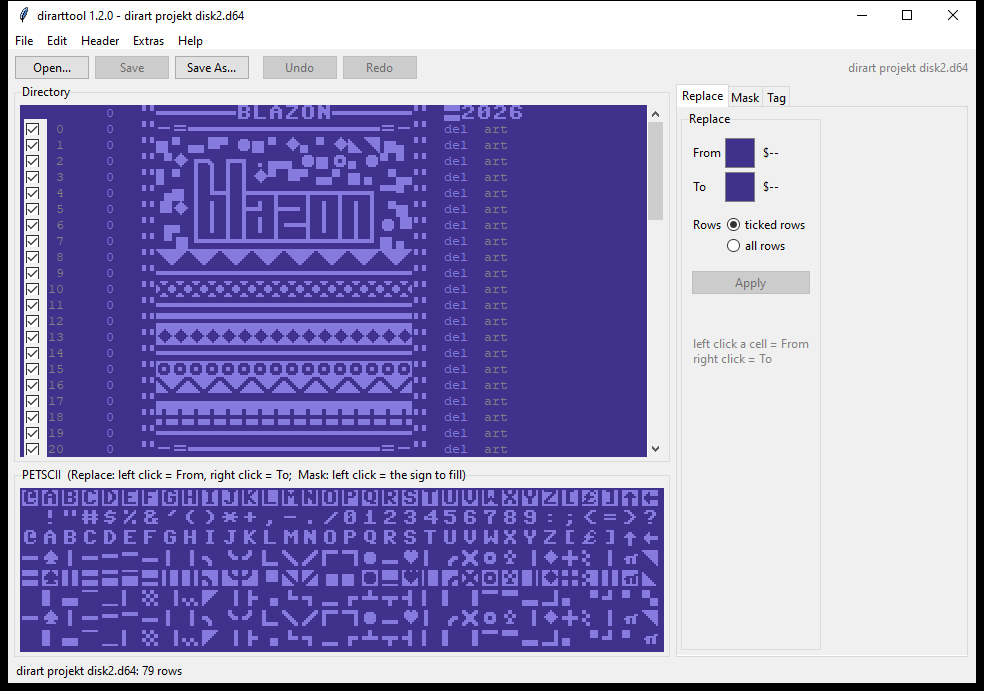 dirarttool 1.2.0 - dirart projekt disk2.d64
File Edit Header Extras Help
Open... Save Save As... Undo Redo dirart projekt disk2.d64
Directory
0 " BLAZON " 2026
0 0 "-= =-" del art
1 0 " " del art
2 0 " " del art
3 0 " " del art
4 0 " " del art
5 0 " " del art
6 0 " " del art
7 0 " " del art
8 0 " " del art
9 0 " " del art
10 0 " " del art
11 0 " " del art
12 0 " " del art
13 0 " " del art
14 0 " " del art
15 0 " " del art
16 0 " " del art
17 0 " " del art
18 0 " " del art
19 0 " " del art
20 0 "-= =-" del art
PETSCII (Replace: left click = From, right click = To; Mask: left click = the sign to fill)
@ABCDEFGHIJKLMNOPQRSTUVWXYZ[£]↑←
!"#$%&'()*+,-./0123456789:;<=>?
@ABCDEFGHIJKLMNOPQRSTUVWXYZ[£]↑←
Replace Mask Tag
Replace
From $--
To $--
Rows ticked rows
all rows
Apply
left click a cell = From
right click = To
dirart projekt disk2.d64: 79 rows